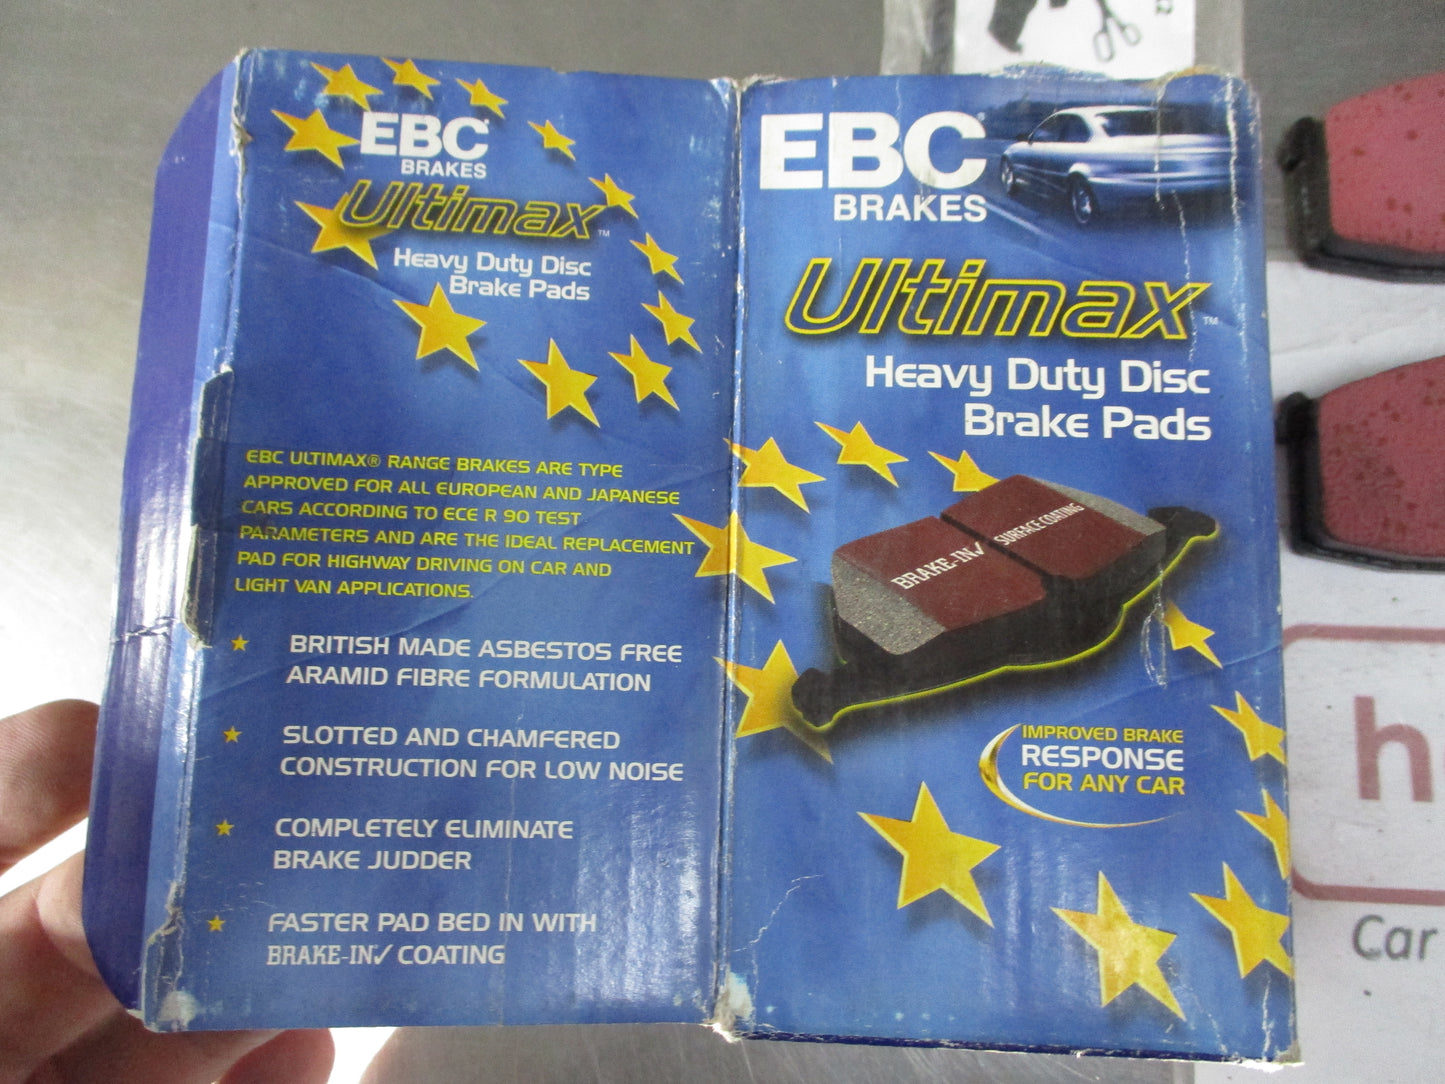 EBC
BRAKES
Ultimax™
Heavy Duty Disc
Brake Pads
EBC ULTIMAX® RANGE BRAKES ARE TYPE
APPROVED FOR ALL EUROPEAN AND JAPANESE
CARS ACCORDING TO ECE R 90 TEST
PARAMETERS AND ARE THE IDEAL REPLACEMENT
PAD FOR HIGHWAY DRIVING ON CAR AND
LIGHT VAN APPLICATIONS.
BRITISH MADE ASBESTOS FREE
ARAMID FIBRE FORMULATION
SLOTTED AND CHAMFERED
CONSTRUCTION FOR LOW NOISE
COMPLETELY ELIMINATE
BRAKE JUDDER
FASTER PAD BED IN WITH
BRAKE-IN✓ COATING
EBC
BRAKES
Ultimax™
Heavy Duty Disc
Brake Pads
BRAKE-IN✓ SURFACE COATING
IMPROVED BRAKE
RESPONSE
FOR ANY CAR
h
Car